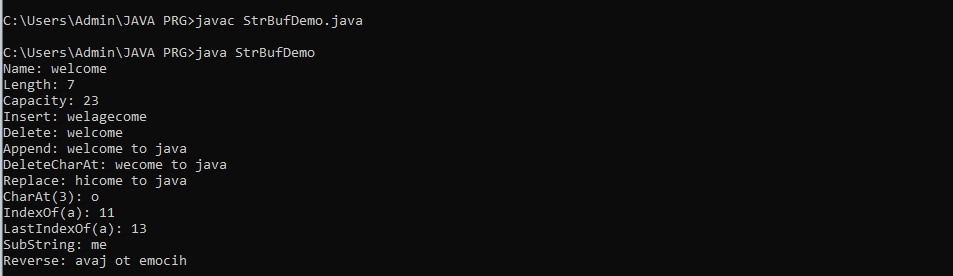 C:\Users\Admin\JAVA PRG>javac StrBufDemo.java
C:\Users\Admin\JAVA PRG>java StrBufDemo
Name: welcome
Length: 7
Capacity: 23
Insert: welagecome
Delete: welcome
Append: welcome to java
DeleteCharAt: wecome to java
Replace: hicome to java
CharAt(3): o
IndexOf(a): 11
LastIndexOf(a): 13
SubString: me
Reverse: avaj ot emocih